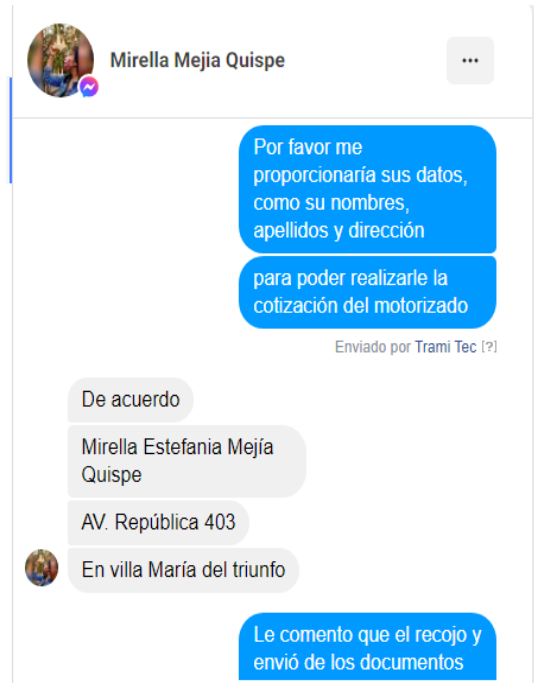 Mirella Mejia Quispe
Por favor me
proporcionaría sus datos,
como su nombres,
apellidos y dirección
para poder realizarle la
cotización del motorizado
Enviado por Trami Tec [?]
De acuerdo
Mirella Estefania Mejía
Quispe
AV. República 403
En villa María del triunfo
Le comento que el recojo y
envió de los documentos